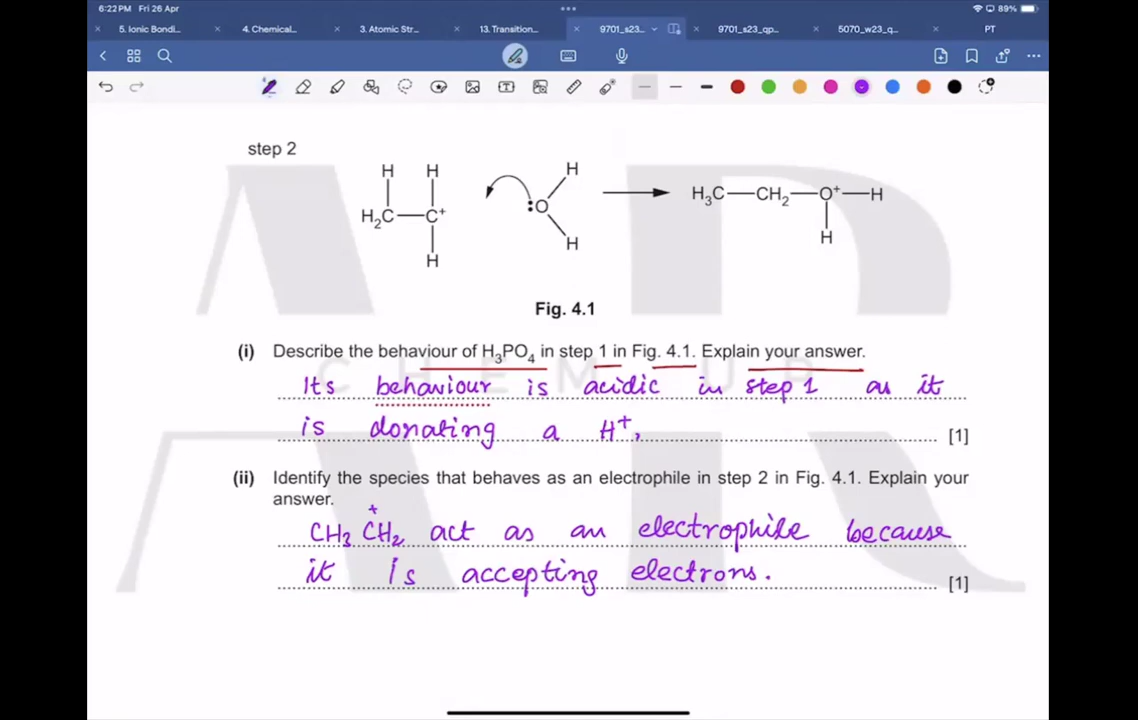 6:22 PM Fri 26 Apr
89%
5. Ionic Bondi...
4. Chemical...
3. Atomic Str...
13. Transition...
9701_s23...
9701_s23_qp...
5070_w23_q...
PT
step 2
H H H
H₂C—C⁺ :O H₃C—CH₂—O⁺—H
H H H
Fig. 4.1
(i) Describe the behaviour of H₃PO₄ in step 1 in Fig. 4.1. Explain your answer.
Its behaviour is acidic in step 1 as it
is donating a H⁺,
[1]
(ii) Identify the species that behaves as an electrophile in step 2 in Fig. 4.1. Explain your
answer.
CH₃ C⁺H₂ act as an electrophile because
it is accepting electrons.
[1]